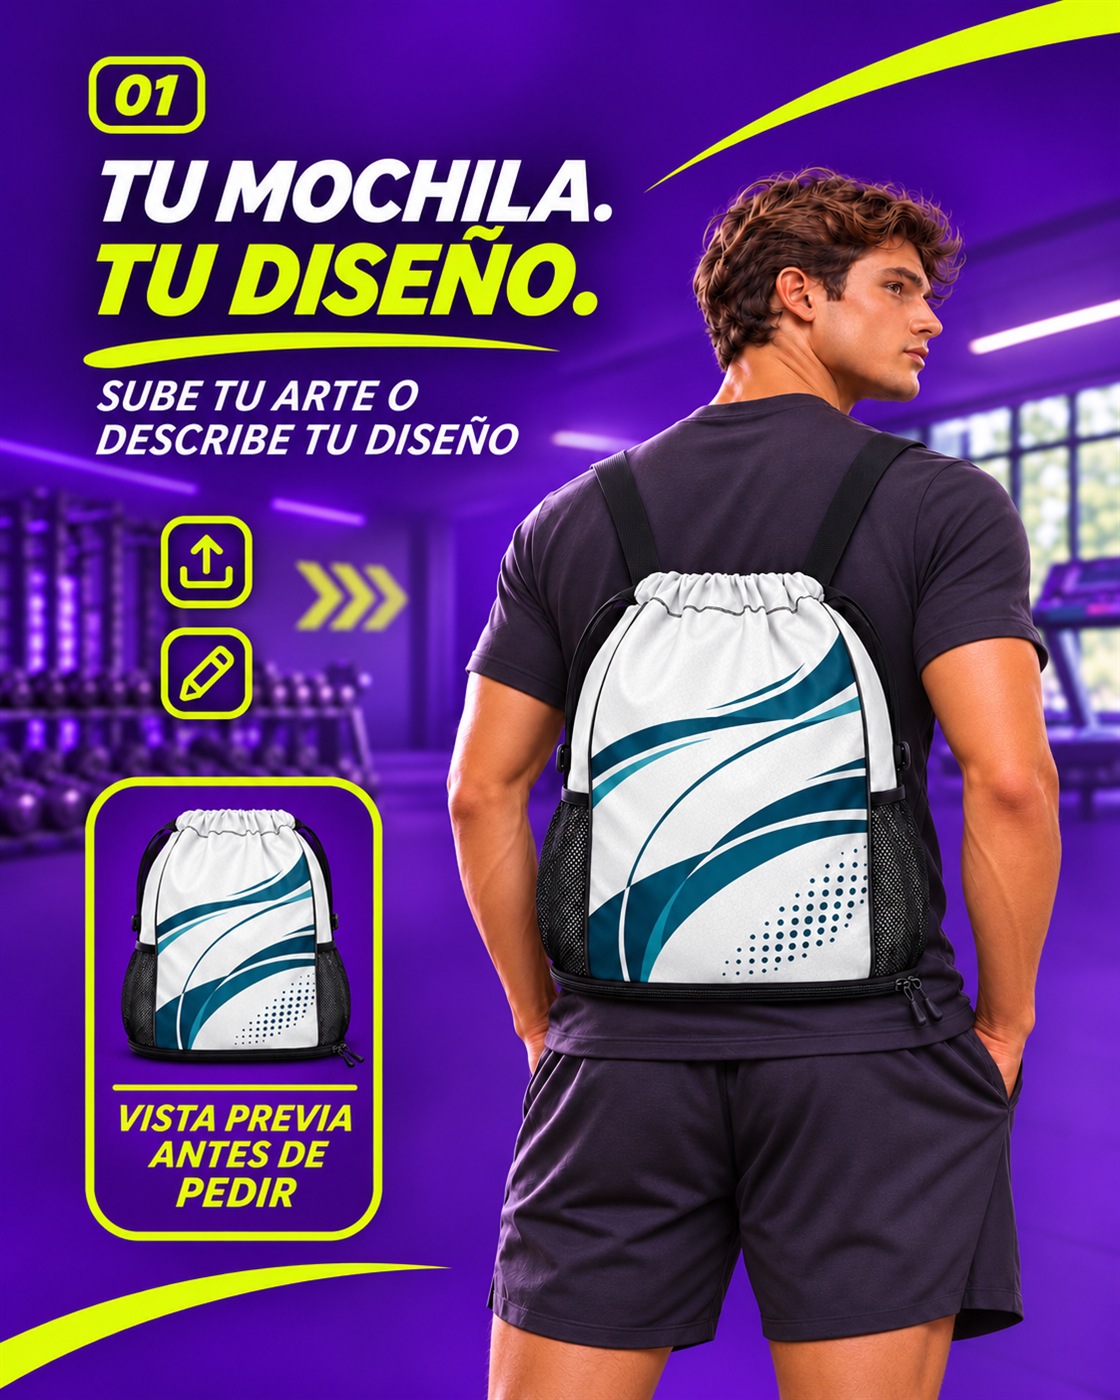 01
TU MOCHILA.
TU DISEÑO.
SUBE TU ARTE O
DESCRIBE TU DISEÑO
VISTA PREVIA
ANTES DE
PEDIR